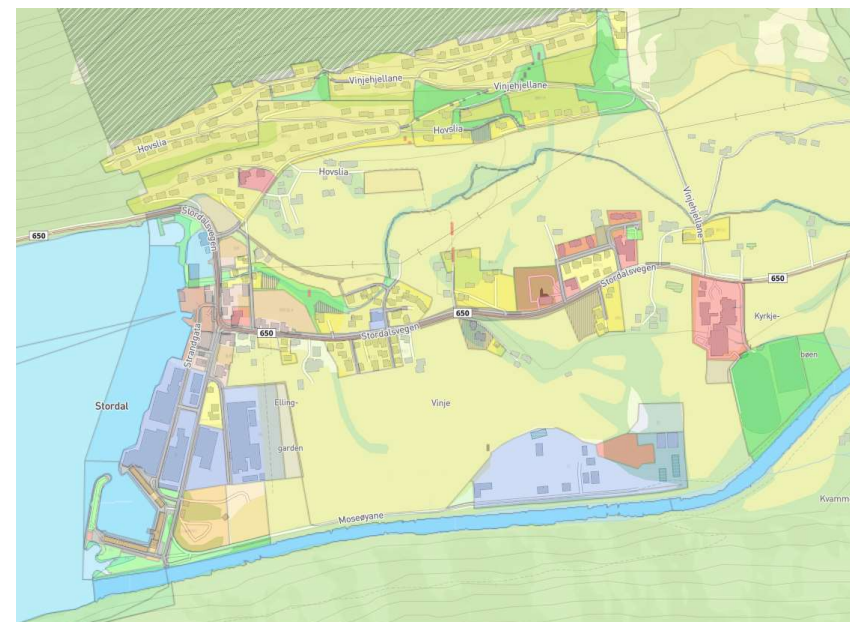 Vinjehjellane
Vinjehjellane
Hovslia
Hovslia
Hovslia
Vinjehjellane
Stordalsvegen
650
650
Stordalsvegen
650
Kyrkje-
bøen
650
Stordalsvegen
Strandgata
Stordal
Elling-
garden
Vinje
Moseøyane
Kvamm